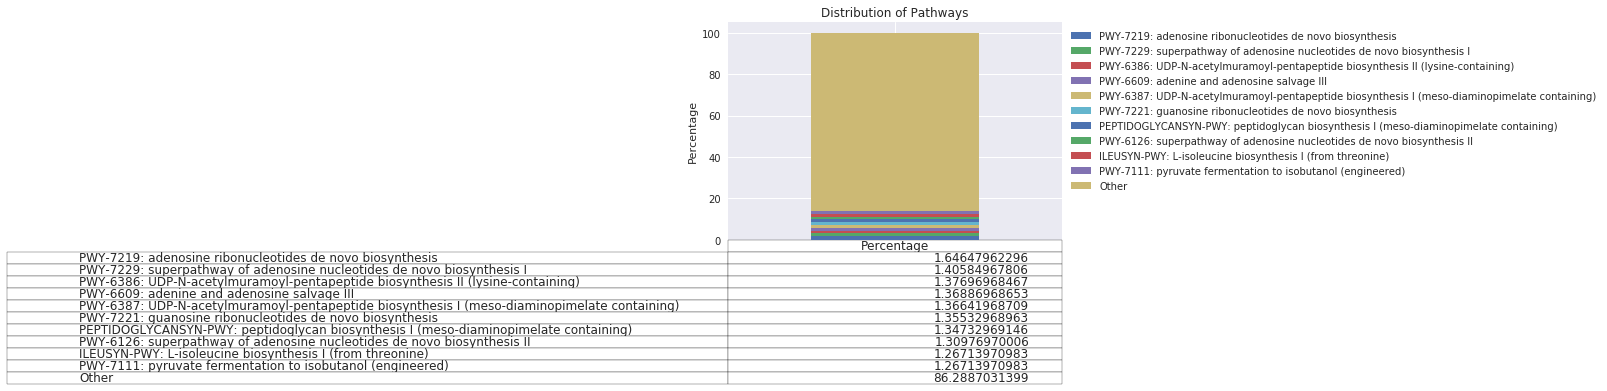 Distribution of Pathways
100
80
60
40
20
0
Percentage
PWY-7219: adenosine ribonucleotides de novo biosynthesis
PWY-7229: superpathway of adenosine nucleotides de novo biosynthesis I
PWY-6386: UDP-N-acetylmuramoyl-pentapeptide biosynthesis II (lysine-containing)
PWY-6609: adenine and adenosine salvage III
PWY-6387: UDP-N-acetylmuramoyl-pentapeptide biosynthesis I (meso-diaminopimelate containing)
PWY-7221: guanosine ribonucleotides de novo biosynthesis
PEPTIDOGLYCANSYN-PWY: peptidoglycan biosynthesis I (meso-diaminopimelate containing)
PWY-6126: superpathway of adenosine nucleotides de novo biosynthesis II
ILEUSYN-PWY: L-isoleucine biosynthesis I (from threonine)
PWY-7111: pyruvate fermentation to isobutanol (engineered)
Other
Percentage
PWY-7219: adenosine ribonucleotides de novo biosynthesis 1.64647962296
PWY-7229: superpathway of adenosine nucleotides de novo biosynthesis I 1.40584967806
PWY-6386: UDP-N-acetylmuramoyl-pentapeptide biosynthesis II (lysine-containing) 1.37696968467
PWY-6609: adenine and adenosine salvage III 1.36886968653
PWY-6387: UDP-N-acetylmuramoyl-pentapeptide biosynthesis I (meso-diaminopimelate containing) 1.36641968709
PWY-7221: guanosine ribonucleotides de novo biosynthesis 1.35532968963
PEPTIDOGLYCANSYN-PWY: peptidoglycan biosynthesis I (meso-diaminopimelate containing) 1.34732969146
PWY-6126: superpathway of adenosine nucleotides de novo biosynthesis II 1.30976970006
ILEUSYN-PWY: L-isoleucine biosynthesis I (from threonine) 1.26713970983
PWY-7111: pyruvate fermentation to isobutanol (engineered) 1.26713970983
Other 86.2887031399